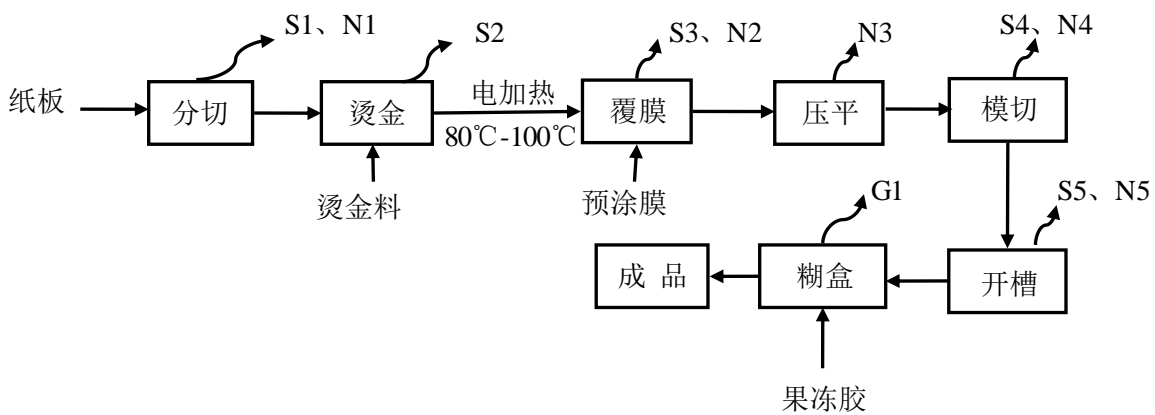 S1、N1
S2
S3、N2
N3
S4、N4
纸板
分切
烫金
电加热
80℃-100℃
覆膜
压平
模切
烫金料
预涂膜
G1
S5、N5
成 品
糊盒
开槽
果冻胶